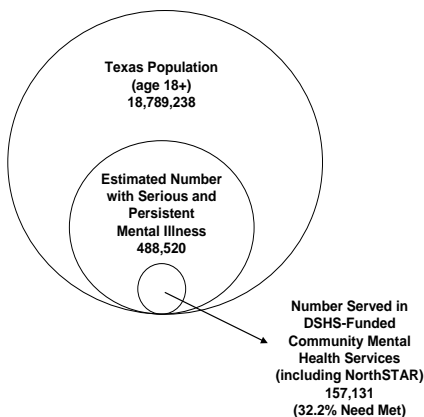 Texas Population
(age 18+)
18,789,238
Estimated Number
with Serious and
Persistent
Mental Illness
488,520
Number Served in
DSHS-Funded
Community Mental
Health Services
(including NorthSTAR)
157,131
(32.2% Need Met)